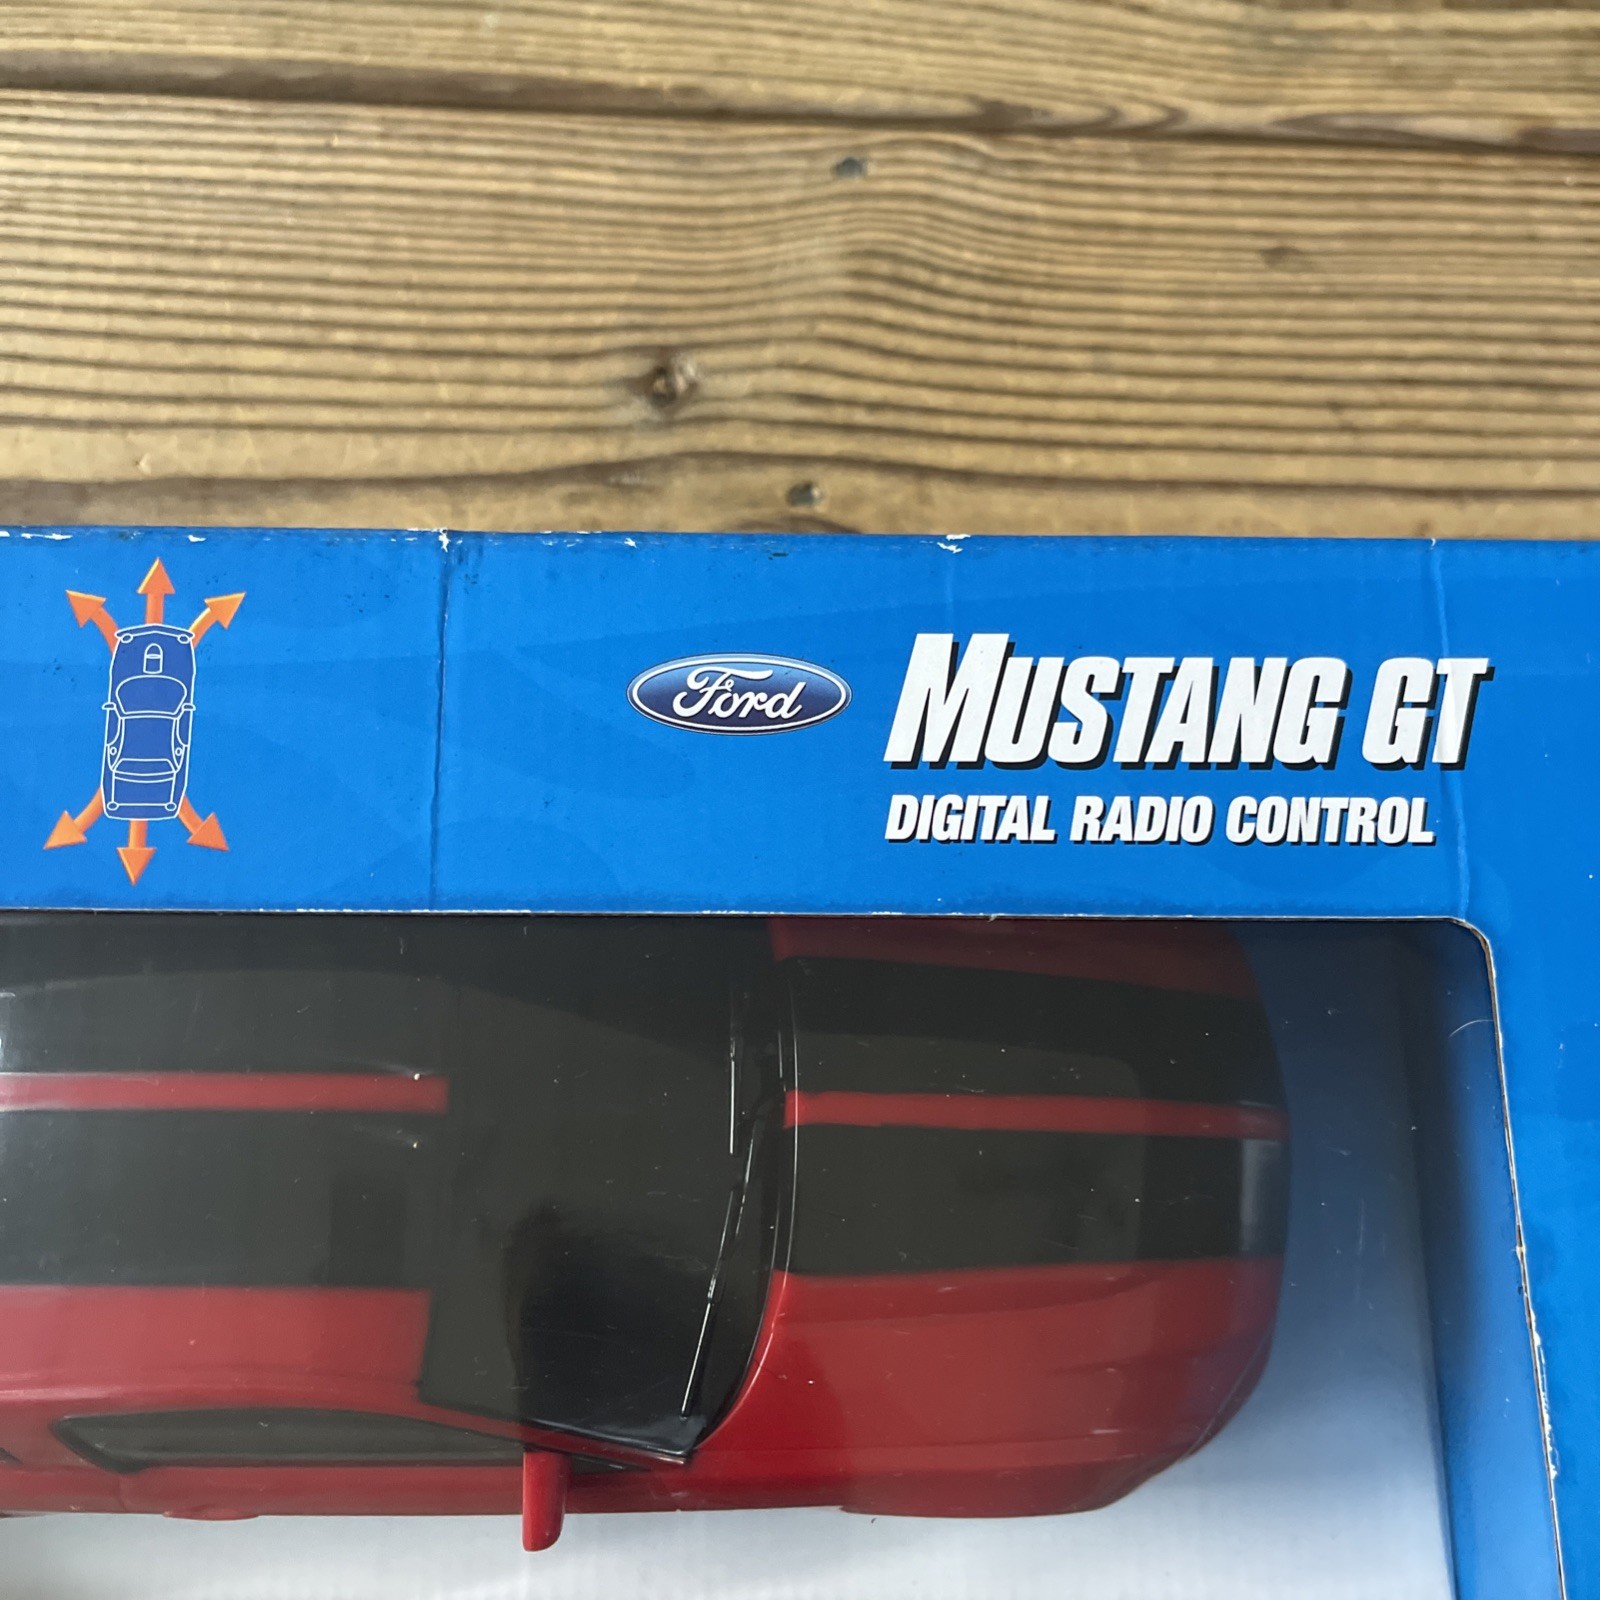 Ford
MUSTANG GT
DIGITAL RADIO CONTROL